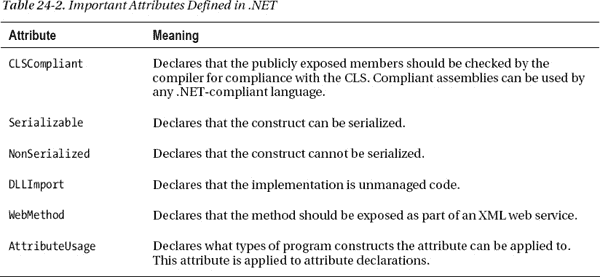 Table 24-2. Important Attributes Defined in .NET
Attribute Meaning
CLSCompliant Declares that the publicly exposed members should be checked by the
compiler for compliance with the CLS. Compliant assemblies can be used by
any .NET-compliant language.
Serializable Declares that the construct can be serialized.
NonSerialized Declares that the construct cannot be serialized.
DLLImport Declares that the implementation is unmanaged code.
WebMethod Declares that the method should be exposed as part of an XML web service.
AttributeUsage Declares what types of program constructs the attribute can be applied to.
This attribute is applied to attribute declarations.